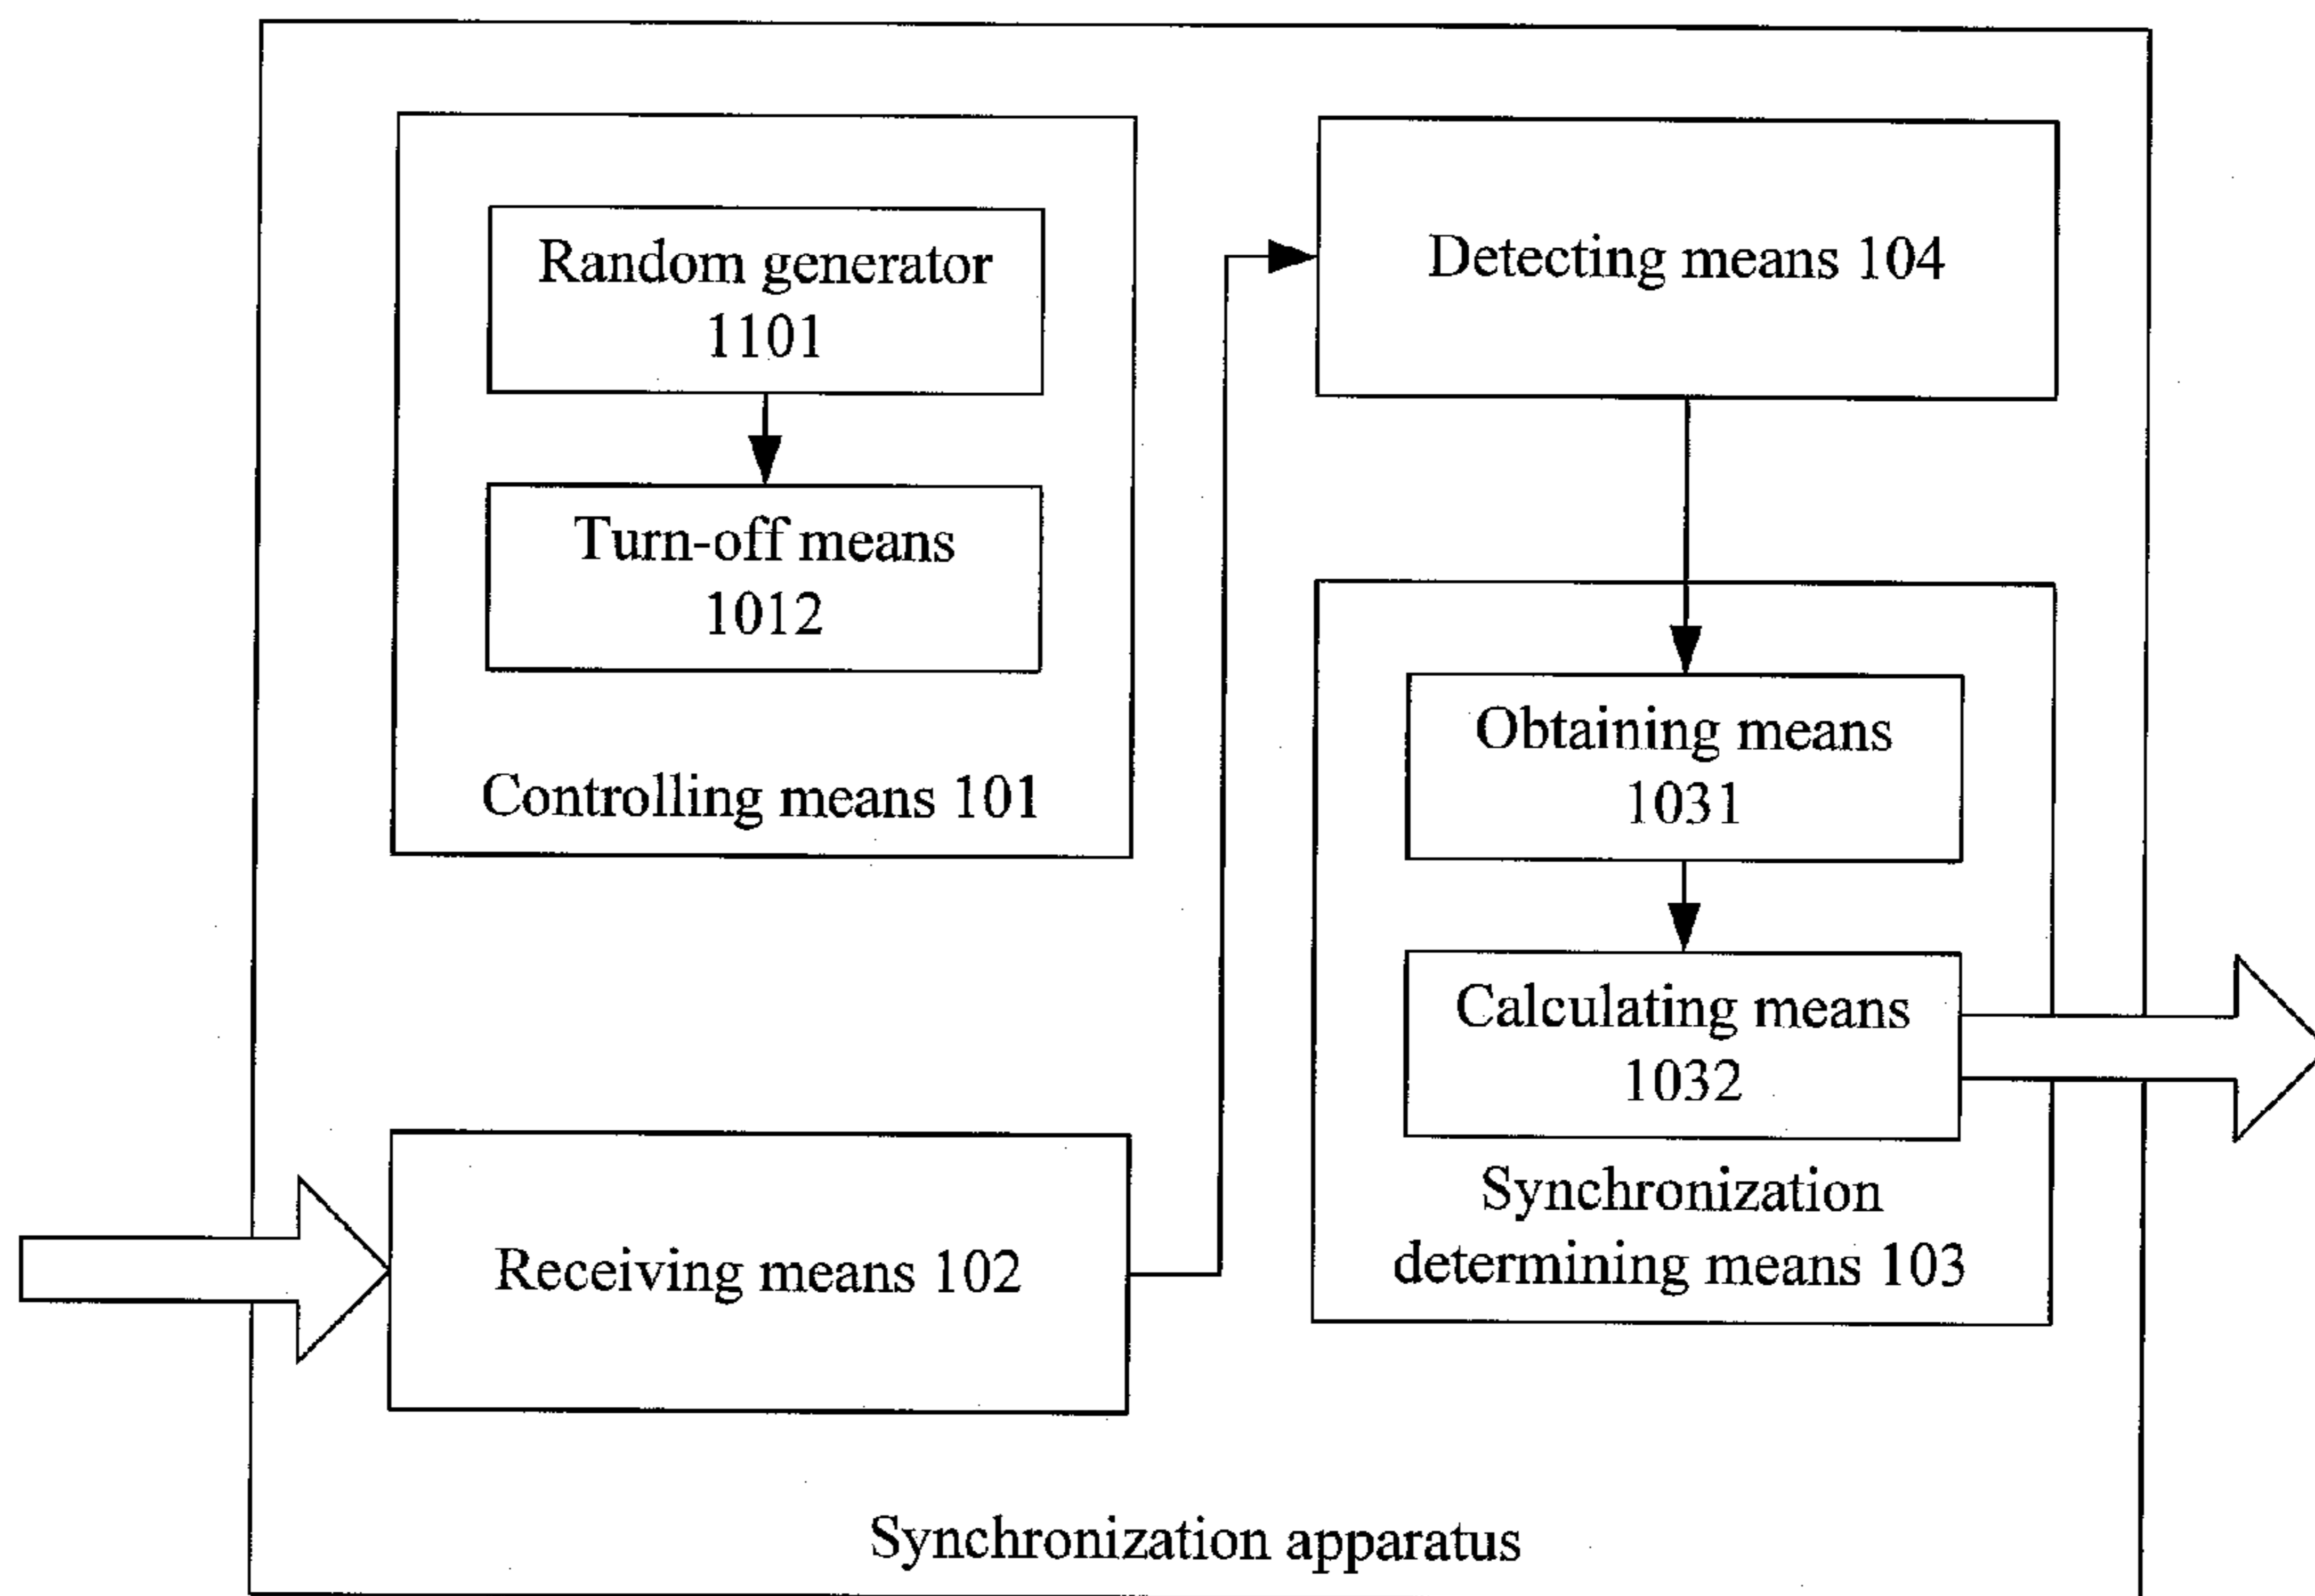 Random generator
1101
Turn-off means
1012
Controlling means 101
Receiving means 102
Detecting means 104
Obtaining means
1031
Calculating means
1032
Synchronization
determining means 103
Synchronization apparatus